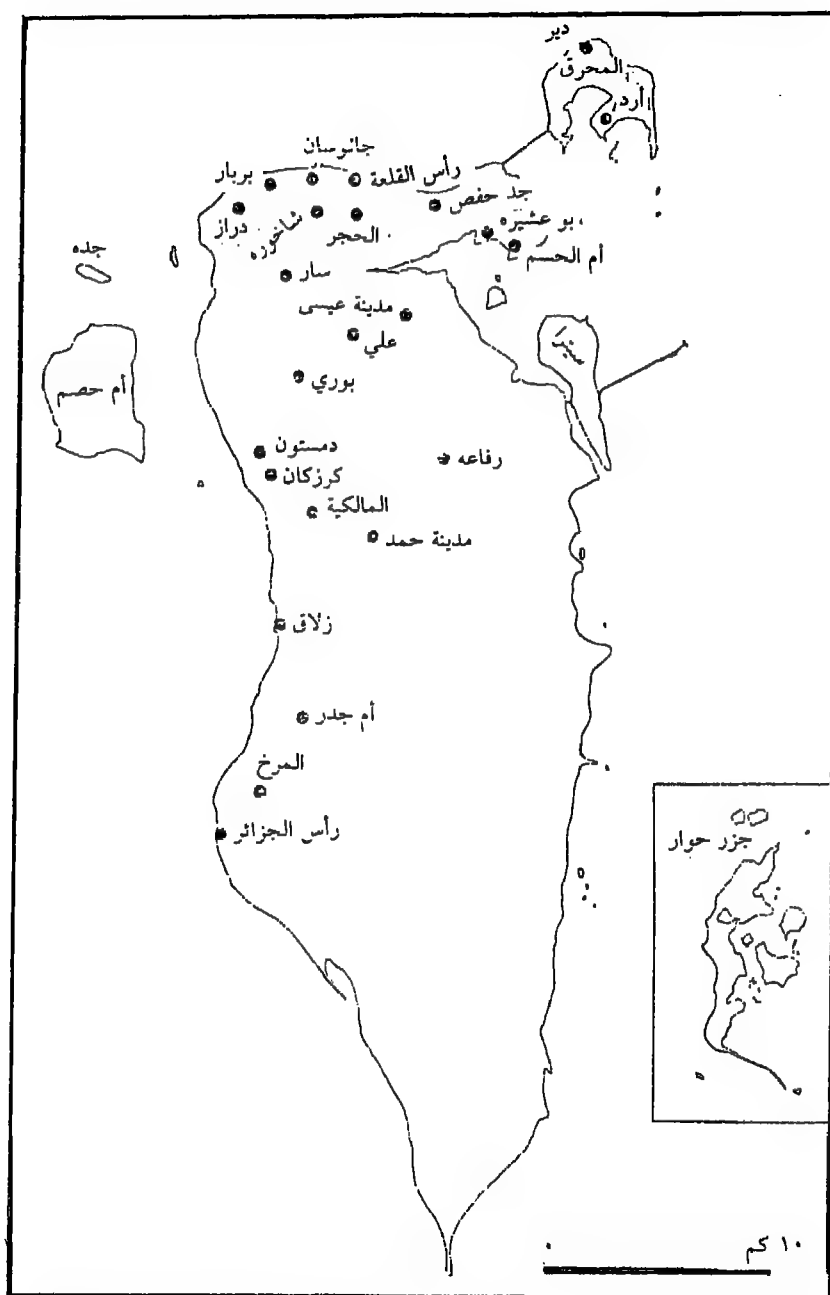 دير
المحرق
أرد
جانوسان
بربار
رأس القلعة
جد حفص
بو عشيره
دراز
شاخوره
الحجر
أم الحسم
جده
سار
مدينة عيسى
علي
سترا
بوري
أم حصم
دمستون
رفاعه
كرزكان
المالكية
مدينة حمد
زلاق
أم جدر
المرخ
رأس الجزائر
جزر حوار
١٠ كم